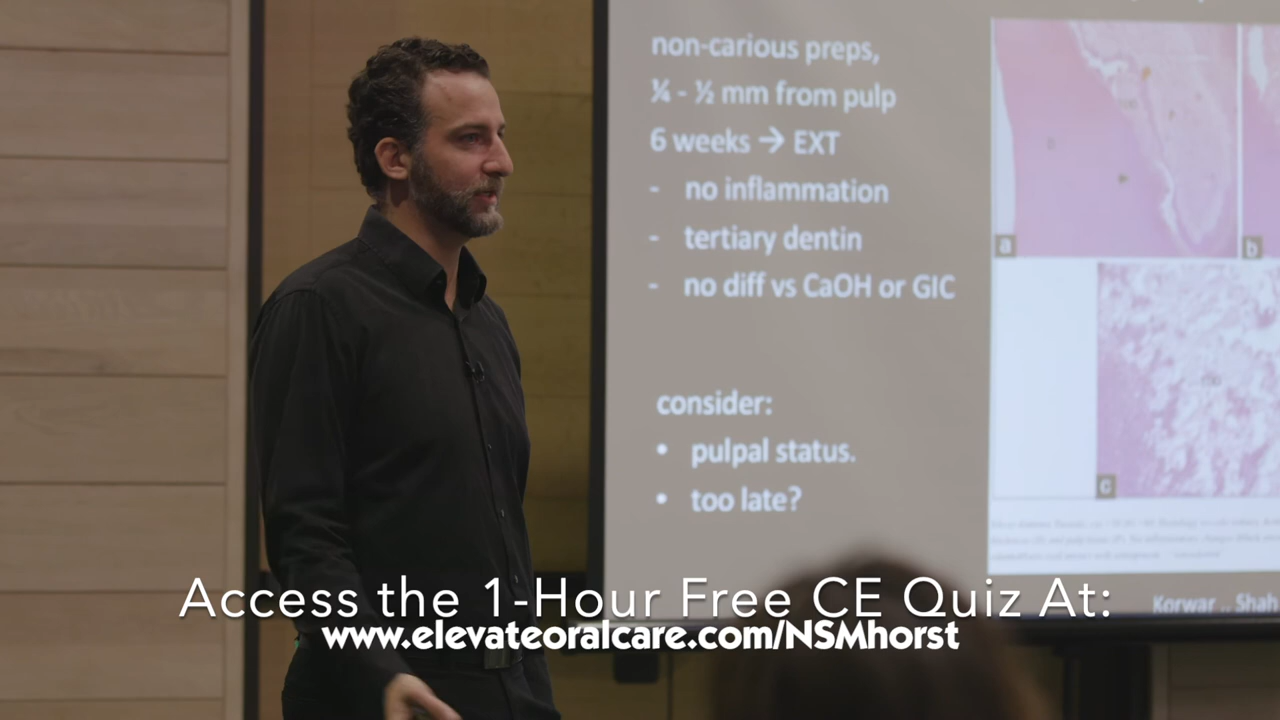 non-carious preps,
¼ - ½ mm from pulp
6 weeks → EXT
- no inflammation
- tertiary dentin
- no diff vs CaOH or GIC
consider:
• pulpal status.
• too late?
a
b
c
Korwar .. Shah
Access the 1-Hour Free CE Quiz At:
www.elevateoralcare.com/NSMhorst